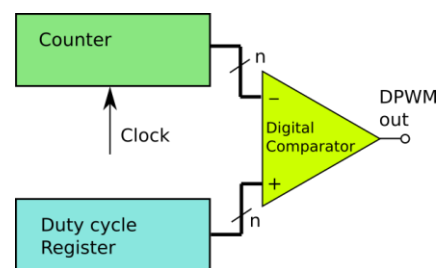 Counter
n
DPWM
out
−
Clock
Digital
Comparator
+
Duty cycle
Register
n